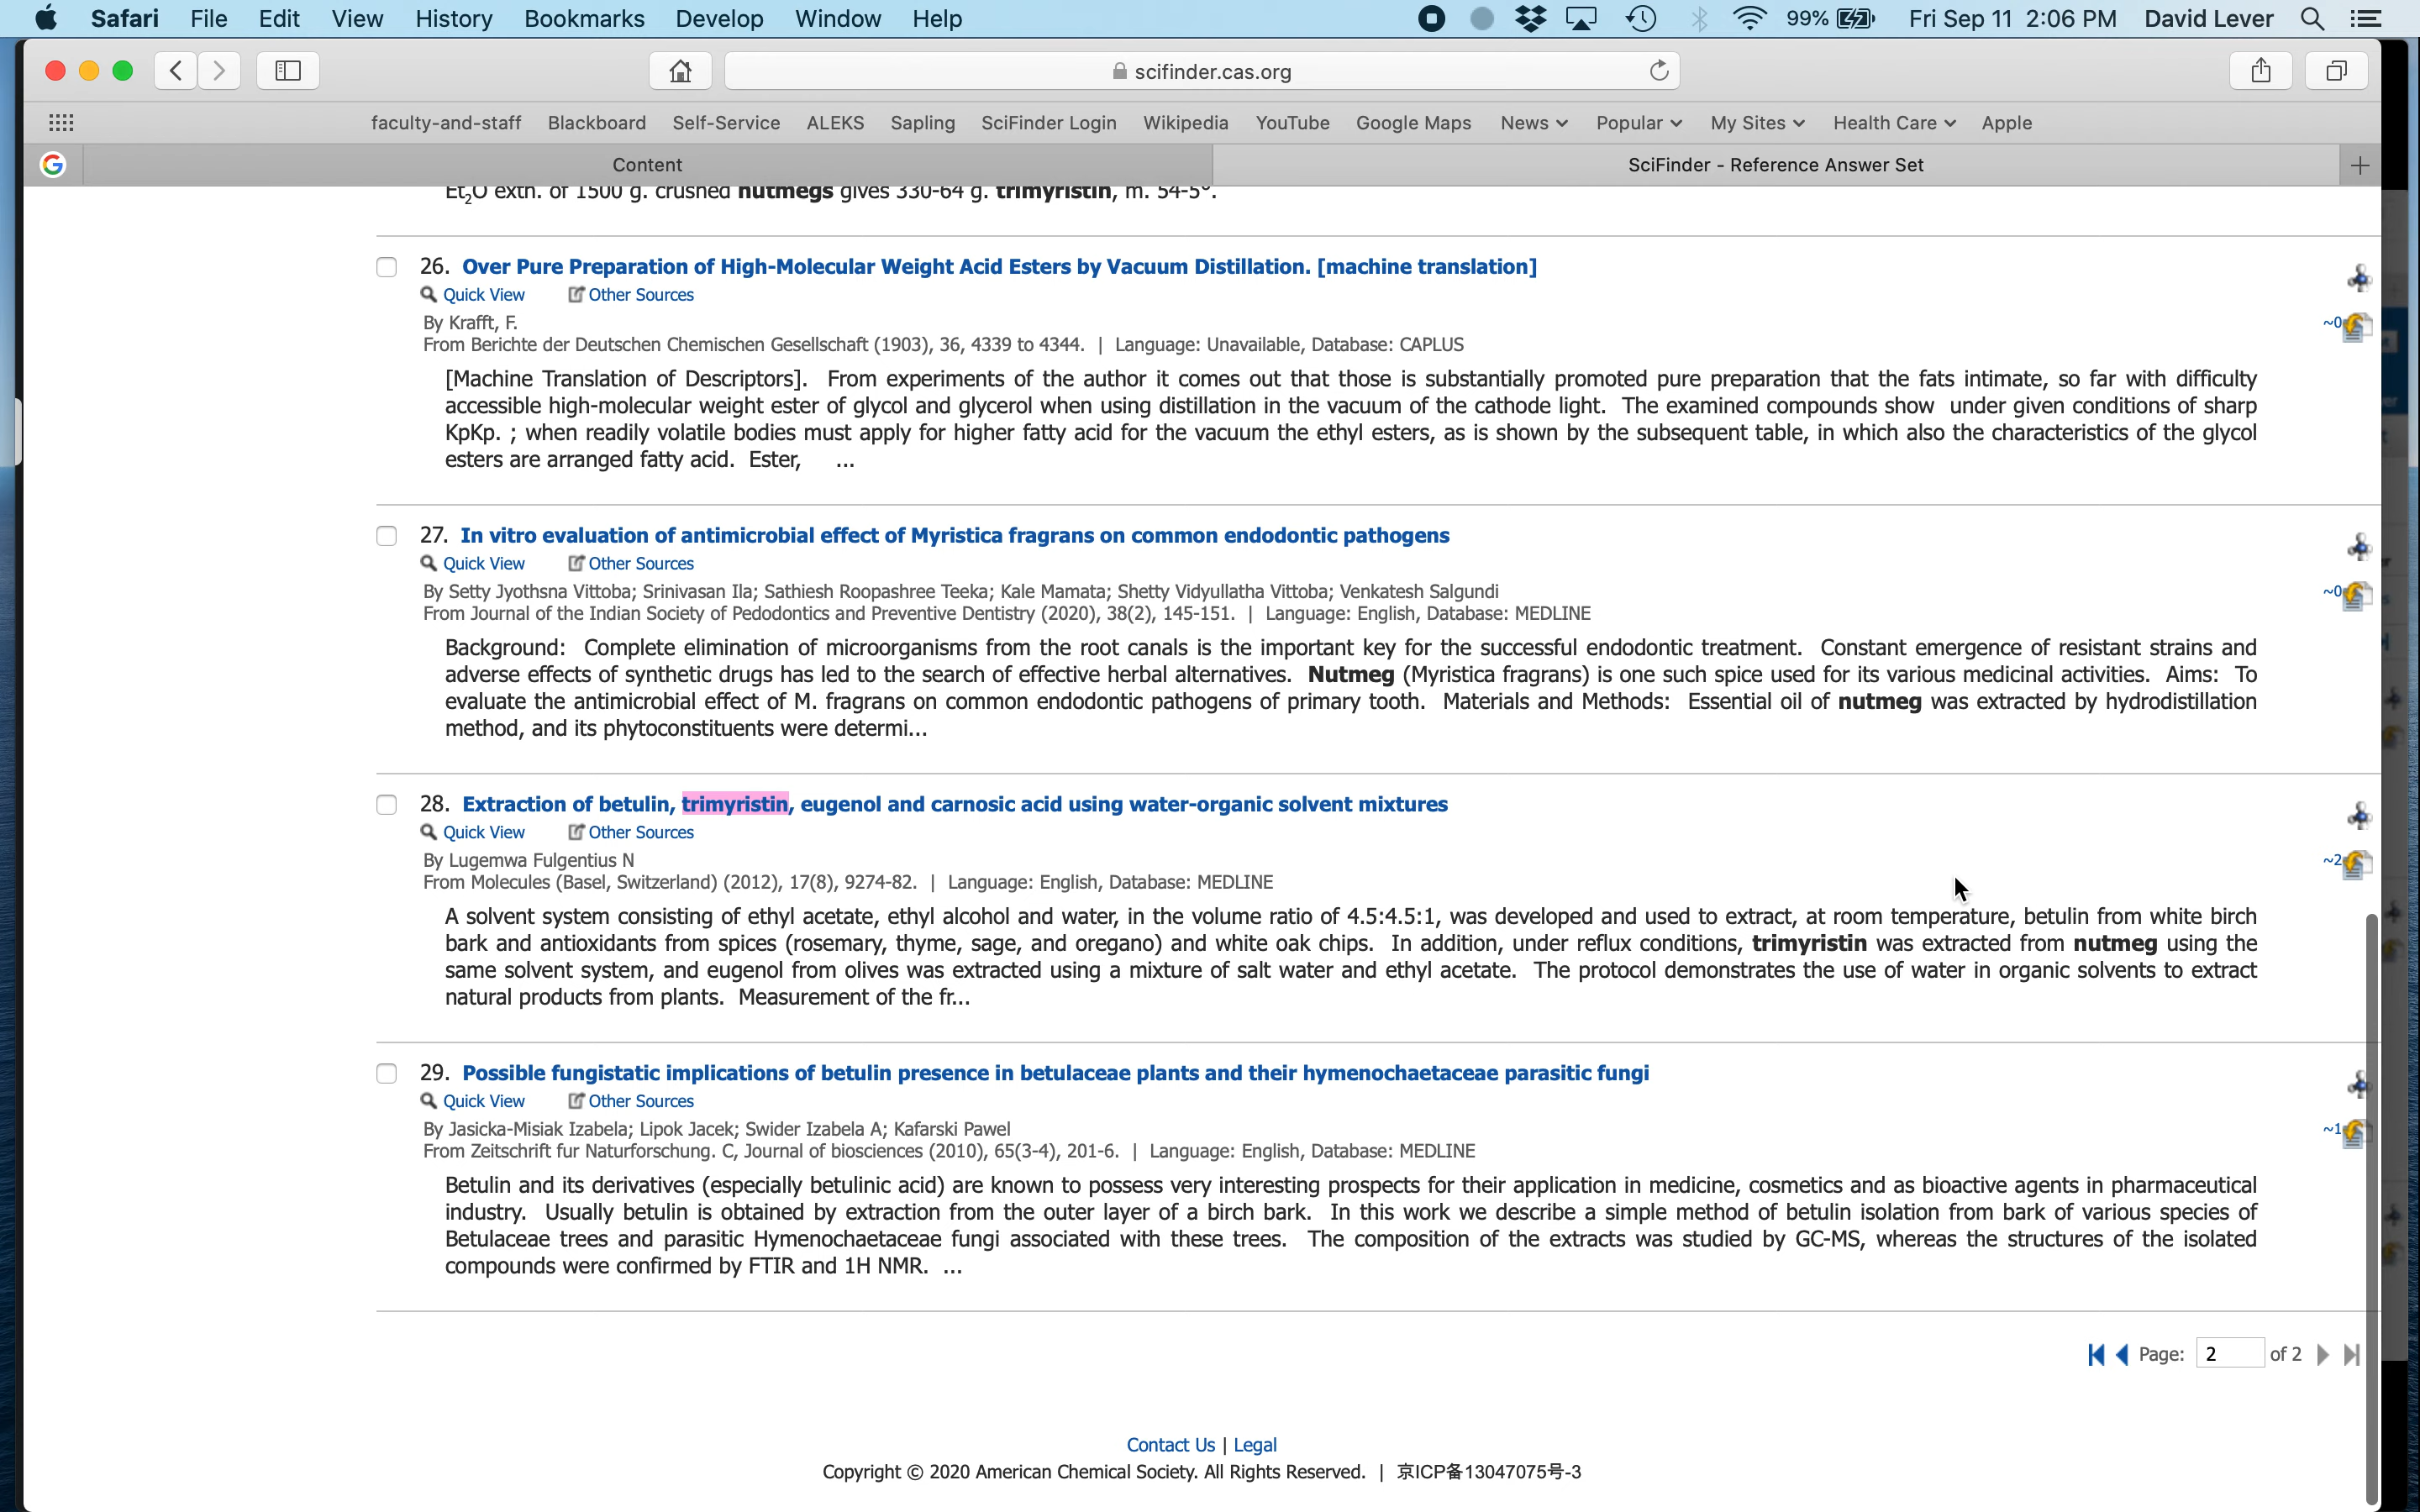 Safari File Edit View History Bookmarks Develop Window Help 99% Fri Sep 11 2:06 PM David Lever
scifinder.cas.org
faculty-and-staff Blackboard Self-Service ALEKS Sapling SciFinder Login Wikipedia YouTube Google Maps News Popular My Sites Health Care Apple
Content SciFinder - Reference Answer Set
Et2O extn. of 1500 g. crushed nutmegs gives 330-64 g. trimyristin, m. 54-5°.
26. Over Pure Preparation of High-Molecular Weight Acid Esters by Vacuum Distillation. [machine translation]
Quick View Other Sources
By Krafft, F.
~0
From Berichte der Deutschen Chemischen Gesellschaft (1903), 36, 4339 to 4344. | Language: Unavailable, Database: CAPLUS
[Machine Translation of Descriptors]. From experiments of the author it comes out that those is substantially promoted pure preparation that the fats intimate, so far with difficulty
accessible high-molecular weight ester of glycol and glycerol when using distillation in the vacuum of the cathode light. The examined compounds show under given conditions of sharp
KpKp. ; when readily volatile bodies must apply for higher fatty acid for the vacuum the ethyl esters, as is shown by the subsequent table, in which also the characteristics of the glycol
esters are arranged fatty acid. Ester, ...
27. In vitro evaluation of antimicrobial effect of Myristica fragrans on common endodontic pathogens
Quick View Other Sources
By Setty Jyothsna Vittoba; Srinivasan Ila; Sathiesh Roopashree Teeka; Kale Mamata; Shetty Vidyullatha Vittoba; Venkatesh Salgundi
~0
From Journal of the Indian Society of Pedodontics and Preventive Dentistry (2020), 38(2), 145-151. | Language: English, Database: MEDLINE
Background: Complete elimination of microorganisms from the root canals is the important key for the successful endodontic treatment. Constant emergence of resistant strains and
adverse effects of synthetic drugs has led to the search of effective herbal alternatives. Nutmeg (Myristica fragrans) is one such spice used for its various medicinal activities. Aims: To
evaluate the antimicrobial effect of M. fragrans on common endodontic pathogens of primary tooth. Materials and Methods: Essential oil of nutmeg was extracted by hydrodistillation
method, and its phytoconstituents were determi...
28. Extraction of betulin, trimyristin, eugenol and carnosic acid using water-organic solvent mixtures
Quick View Other Sources
By Lugemwa Fulgentius N
~2
From Molecules (Basel, Switzerland) (2012), 17(8), 9274-82. | Language: English, Database: MEDLINE
A solvent system consisting of ethyl acetate, ethyl alcohol and water, in the volume ratio of 4.5:4.5:1, was developed and used to extract, at room temperature, betulin from white birch
bark and antioxidants from spices (rosemary, thyme, sage, and oregano) and white oak chips. In addition, under reflux conditions, trimyristin was extracted from nutmeg using the
same solvent system, and eugenol from olives was extracted using a mixture of salt water and ethyl acetate. The protocol demonstrates the use of water in organic solvents to extract
natural products from plants. Measurement of the fr...
29. Possible fungistatic implications of betulin presence in betulaceae plants and their hymenochaetaceae parasitic fungi
Quick View Other Sources
By Jasicka-Misiak Izabela; Lipok Jacek; Swider Izabela A; Kafarski Pawel
~1
From Zeitschrift fur Naturforschung. C, Journal of biosciences (2010), 65(3-4), 201-6. | Language: English, Database: MEDLINE
Betulin and its derivatives (especially betulinic acid) are known to possess very interesting prospects for their application in medicine, cosmetics and as bioactive agents in pharmaceutical
industry. Usually betulin is obtained by extraction from the outer layer of a birch bark. In this work we describe a simple method of betulin isolation from bark of various species of
Betulaceae trees and parasitic Hymenochaetaceae fungi associated with these trees. The composition of the extracts was studied by GC-MS, whereas the structures of the isolated
compounds were confirmed by FTIR and 1H NMR. ...
Page: 2 of 2
Contact Us | Legal
Copyright © 2020 American Chemical Society. All Rights Reserved. | 京ICP备13047075号-3